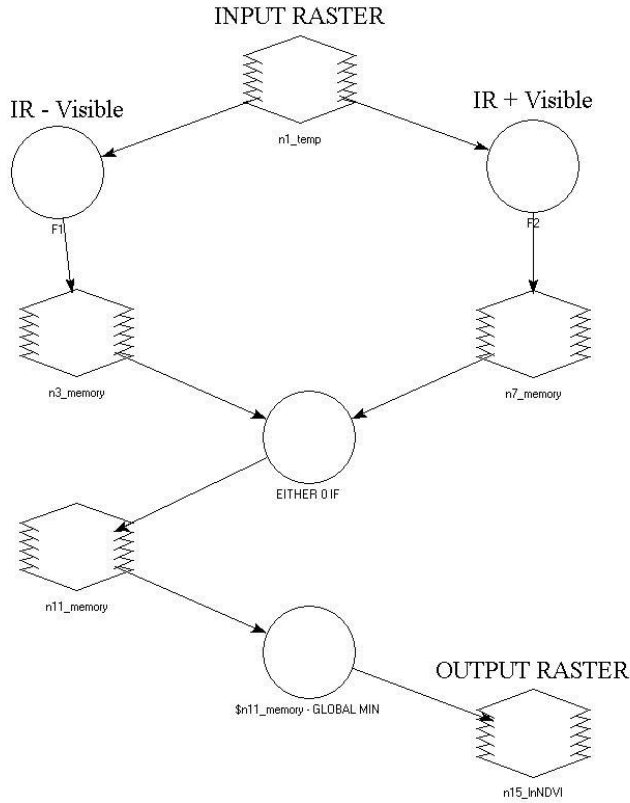 INPUT RASTER
IR - Visible
IR + Visible
n1_temp
F1
F2
n3_memory
n7_memory
EITHER 0 IF
n11_memory
OUTPUT RASTER
$n11_memory - GLOBAL MIN
n15_lnNDVI